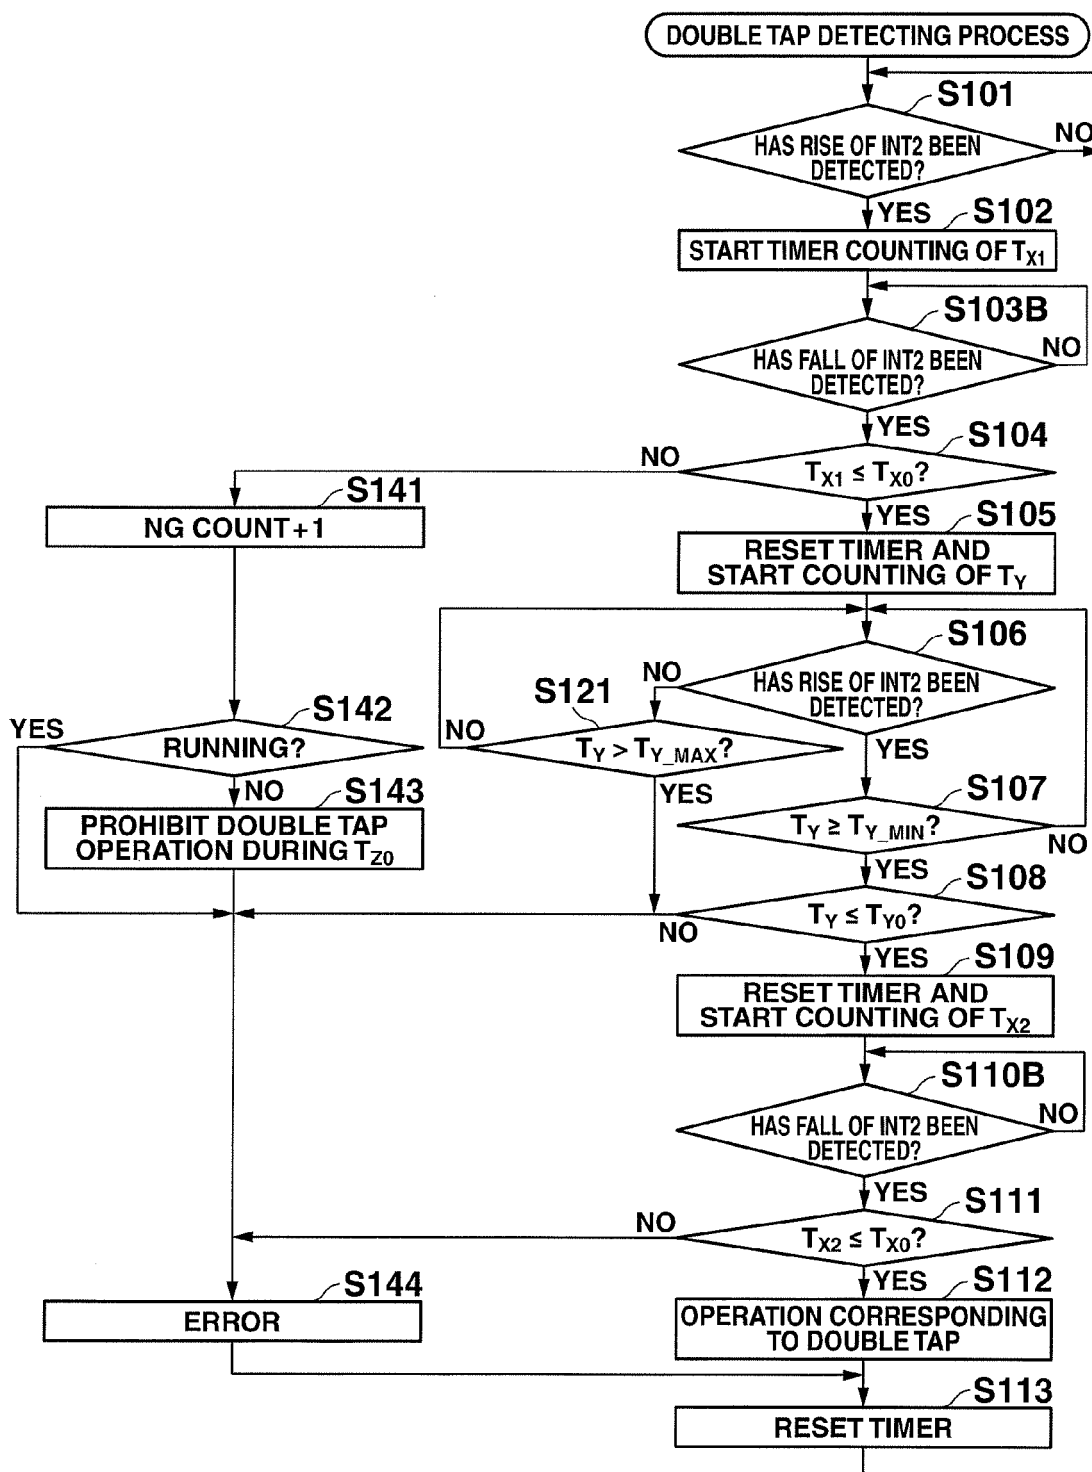 DOUBLE TAP DETECTING PROCESS
S101
HAS RISE OF INT2 BEEN
DETECTED?
NO
YES
S102
START TIMER COUNTING OF TX1
S103B
HAS FALL OF INT2 BEEN
DETECTED?
NO
YES
S104
TX1 ≤ TX0?
NO
YES
S141
NG COUNT+1
S105
RESET TIMER AND
START COUNTING OF TY
S106
HAS RISE OF INT2 BEEN
DETECTED?
NO
YES
S121
TY > TY_MAX?
NO
YES
S142
RUNNING?
YES
NO
S143
PROHIBIT DOUBLE TAP
OPERATION DURING TZ0
S107
TY ≥ TY_MIN?
NO
YES
S108
TY ≤ TY0?
NO
YES
S109
RESET TIMER AND
START COUNTING OF TX2
S110B
HAS FALL OF INT2 BEEN
DETECTED?
NO
YES
S111
TX2 ≤ TX0?
NO
YES
S144
ERROR
S112
OPERATION CORRESPONDING
TO DOUBLE TAP
S113
RESET TIMER